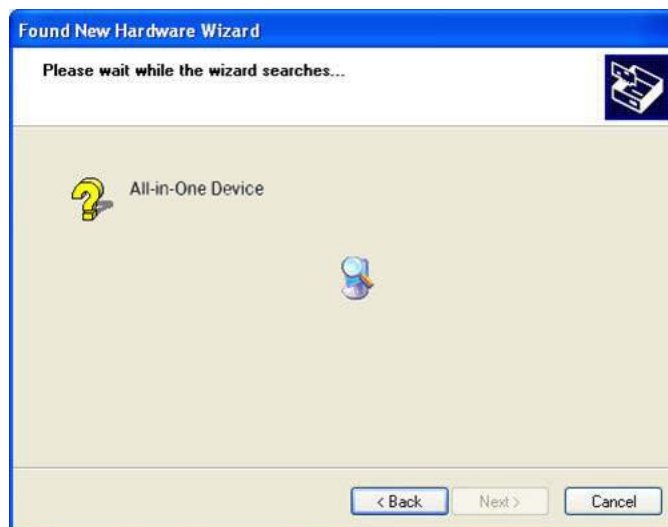 Found New Hardware Wizard
Please wait while the wizard searches...
All-in-One Device
< Back Next > Cancel